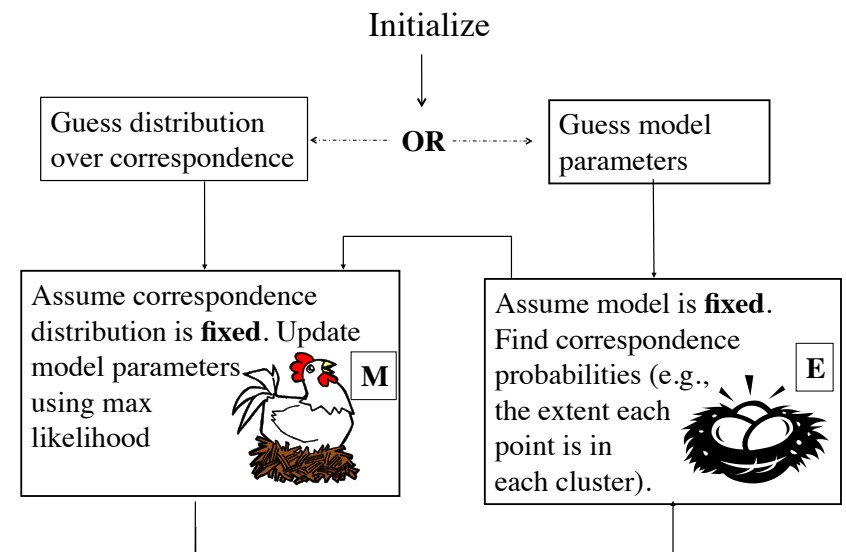 Initialize
Guess distribution
over correspondence
OR
Guess model
parameters
Assume correspondence
distribution is fixed. Update
model parameters
using max
likelihood
M
Assume model is fixed.
Find correspondence
probabilities (e.g.,
the extent each
point is in
each cluster).
E